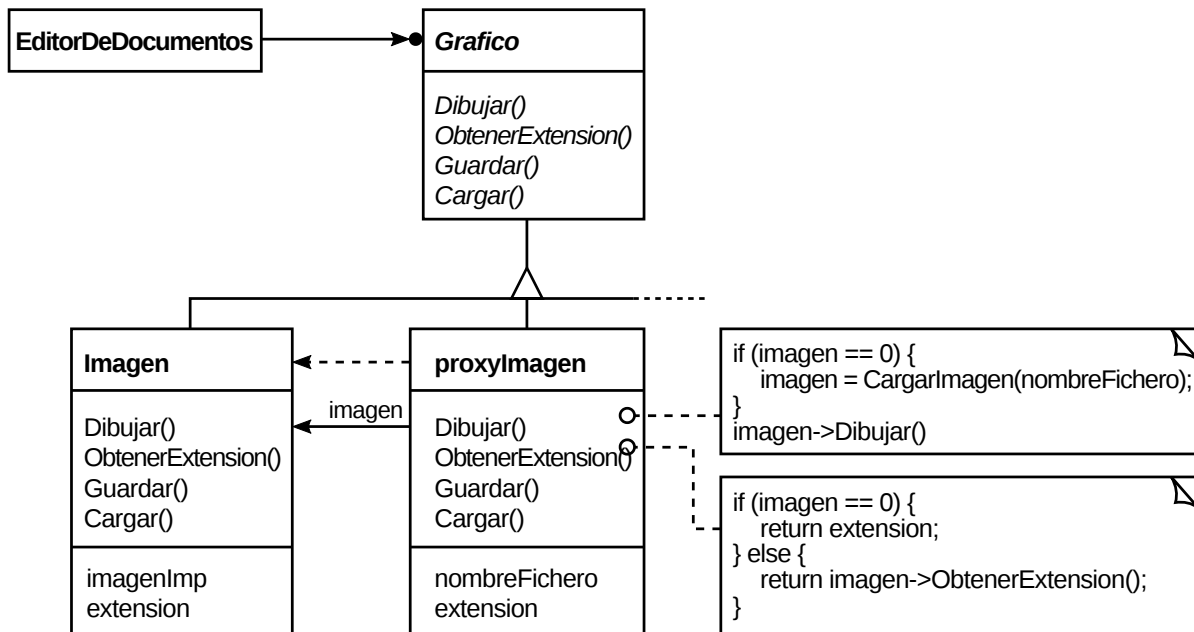 EditorDeDocumentos
Grafico
Dibujar()
ObtenerExtension()
Guardar()
Cargar()
Imagen
Dibujar()
ObtenerExtension()
Guardar()
Cargar()
imagenImp
extension
imagen
proxyImagen
Dibujar()
ObtenerExtension()
Guardar()
Cargar()
nombreFichero
extension
if (imagen == 0) {
imagen = CargarImagen(nombreFichero);
}
imagen->Dibujar()
if (imagen == 0) {
return extension;
} else {
return imagen->ObtenerExtension();
}